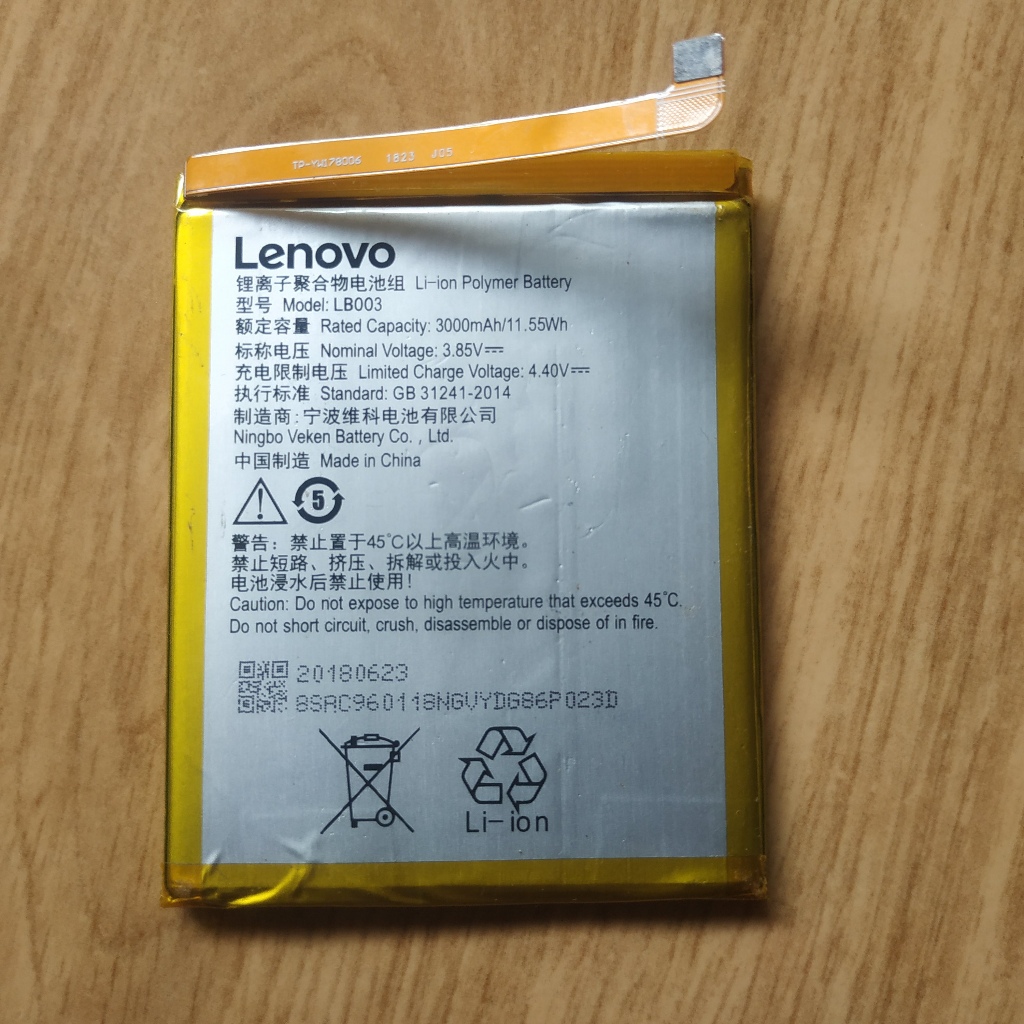 TP-YW178006 1823 J05
Lenovo
锂离子聚合物电池组 Li-ion Polymer Battery
型号 Model: LB003
额定容量 Rated Capacity: 3000mAh/11.55Wh
标称电压 Nominal Voltage: 3.85V⎓
充电限制电压 Limited Charge Voltage: 4.40V⎓
执行标准 Standard: GB 31241-2014
制造商:宁波维科电池有限公司
Ningbo Veken Battery Co. , Ltd.
中国制造 Made in China
5
警告：禁止置于45℃以上高温环境。
禁止短路、挤压、拆解或投入火中。
电池浸水后禁止使用！
Caution: Do not expose to high temperature that exceeds 45℃.
Do not short circuit, crush, disassemble or dispose of in fire.
20180623
8SAC960118NGVYDG86P023D
Li-ion